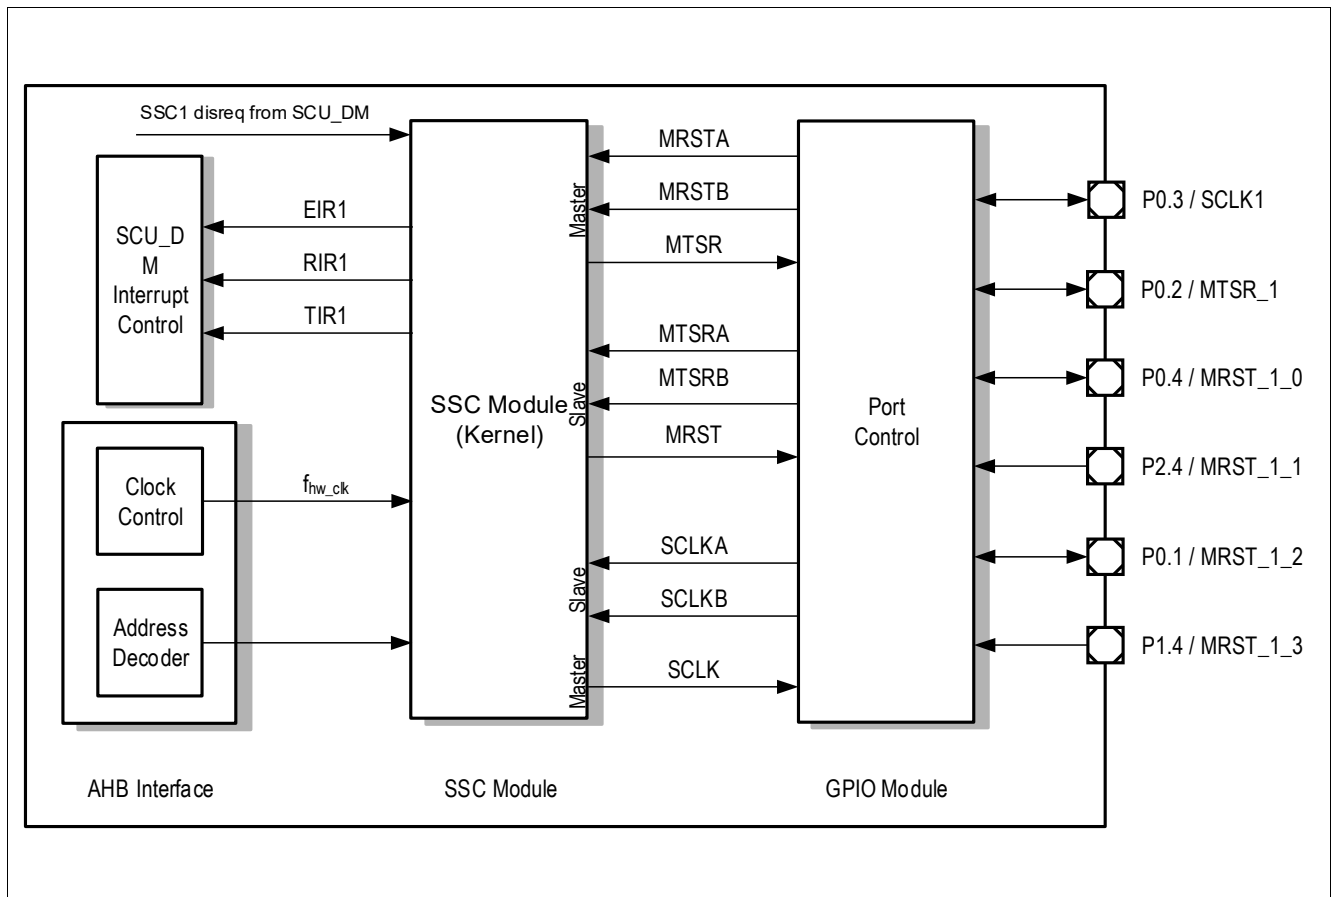 SSC1 disreq from SCU_DM
SCU_D
M
Interrupt
Control
EIR1
RIR1
TIR1
Clock
Control
f_hw_clk
Address
Decoder
AHB Interface
SSC Module
(Kernel)
Master
Slave
Slave
Master
SSC Module
MRSTA
MRSTB
MTSR
MTSRA
MTSRB
MRST
SCLKA
SCLKB
SCLK
Port
Control
GPIO Module
P0.3 / SCLK1
P0.2 / MTSR_1
P0.4 / MRST_1_0
P2.4 / MRST_1_1
P0.1 / MRST_1_2
P1.4 / MRST_1_3